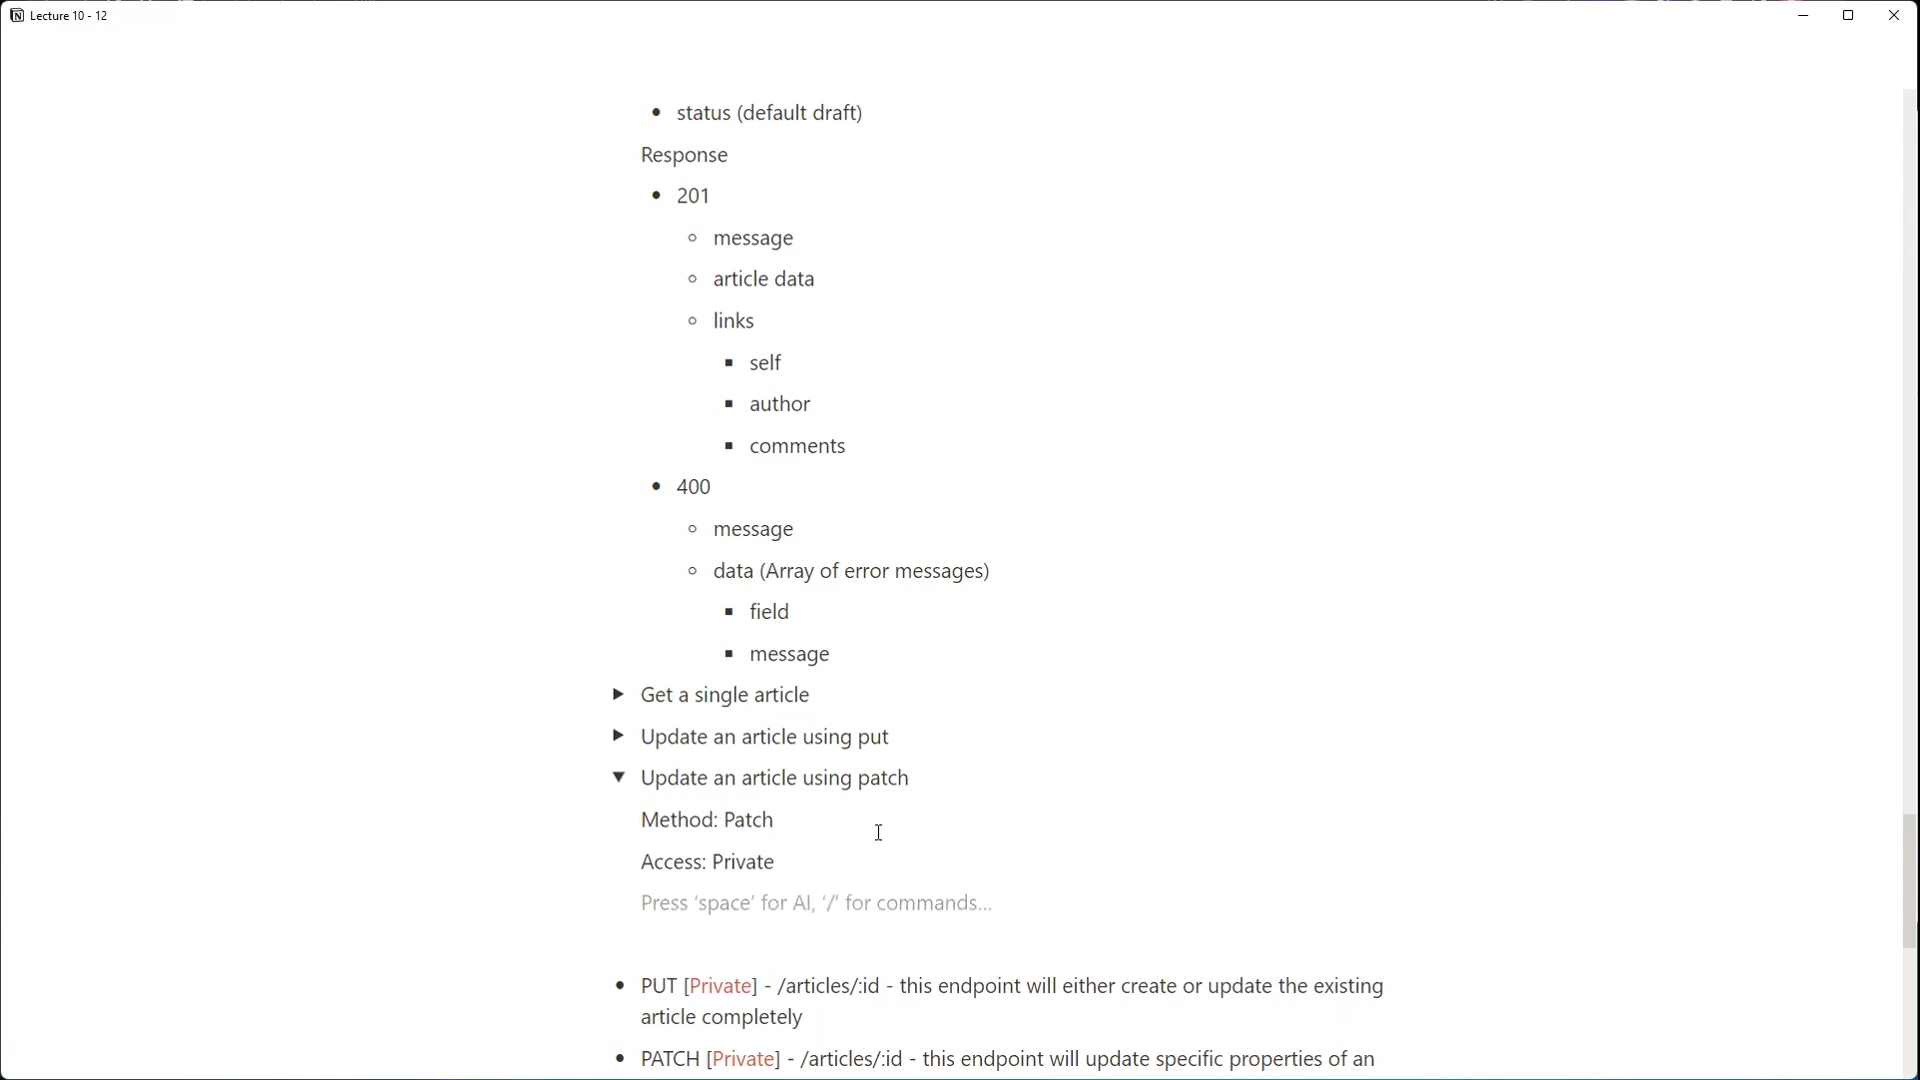 Lecture 10 - 12
status (default draft)
Response
201
message
article data
links
self
author
comments
400
message
data (Array of error messages)
field
message
Get a single article
Update an article using put
Update an article using patch
Method: Patch
Access: Private
Press ‘space’ for AI, ‘/’ for commands…
PUT [Private] - /articles/:id - this endpoint will either create or update the existing
article completely
PATCH [Private] - /articles/:id - this endpoint will update specific properties of an